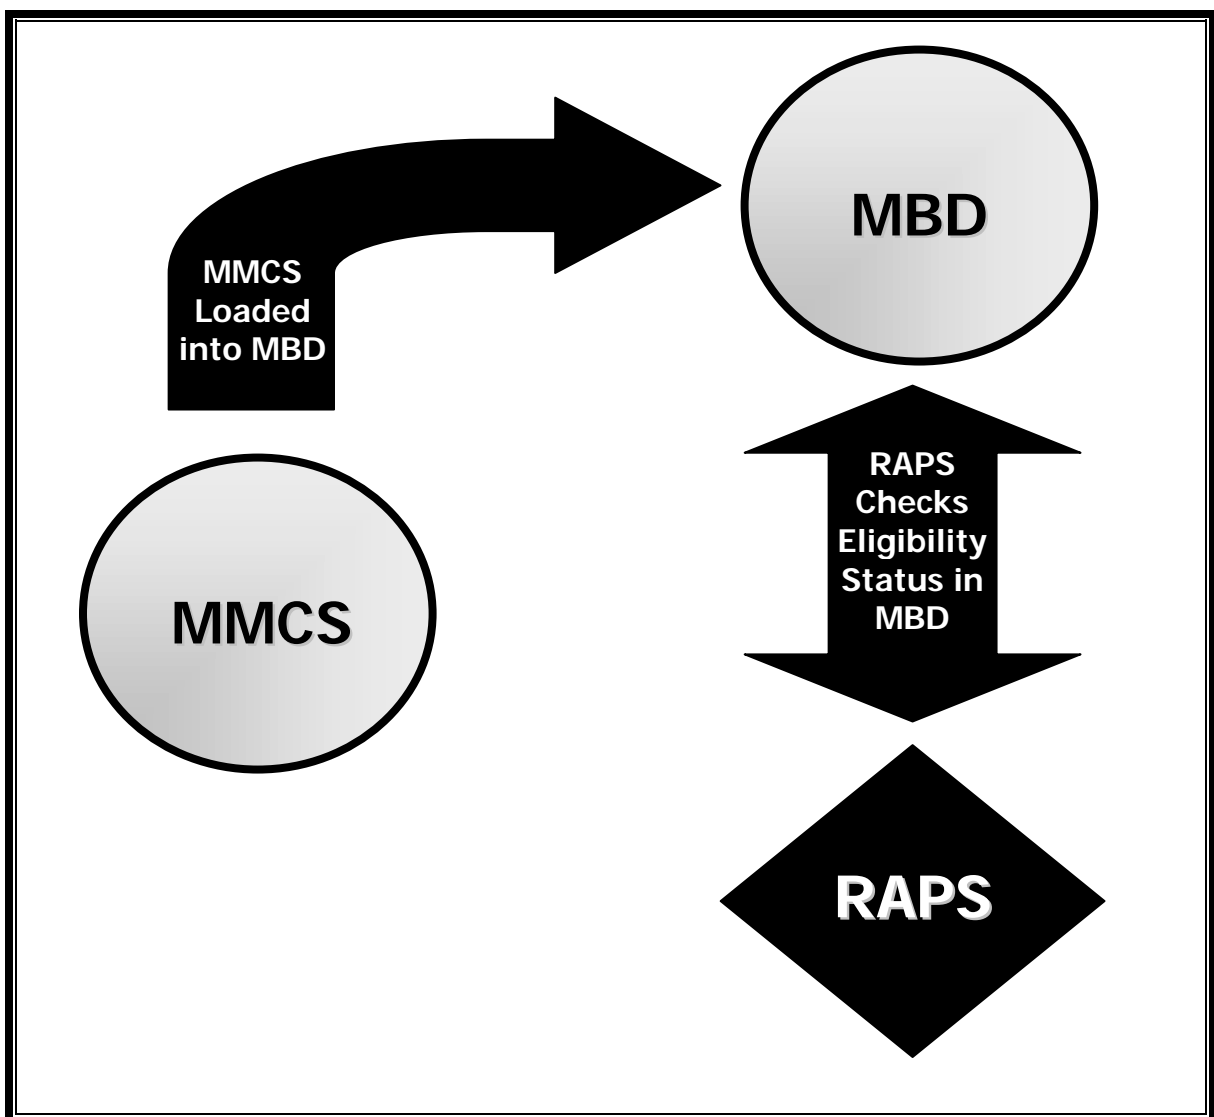 MBD
MMCS
Loaded
into MBD
RAPS
Checks
Eligibility
Status in
MBD
MMCS
RAPS